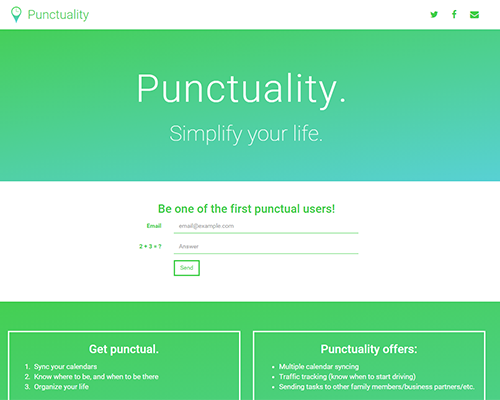 Punctuality
Punctuality.
Simplify your life.
Be one of the first punctual users!
Email email@example.com
2 + 3 = ? Answer
Send
Get punctual.
1. Sync your calendars
2. Know where to be, and when to be there
3. Organize your life
Punctuality offers:
• Multiple calendar syncing
• Traffic tracking (know when to start driving)
• Sending tasks to other family members/business partners/etc.